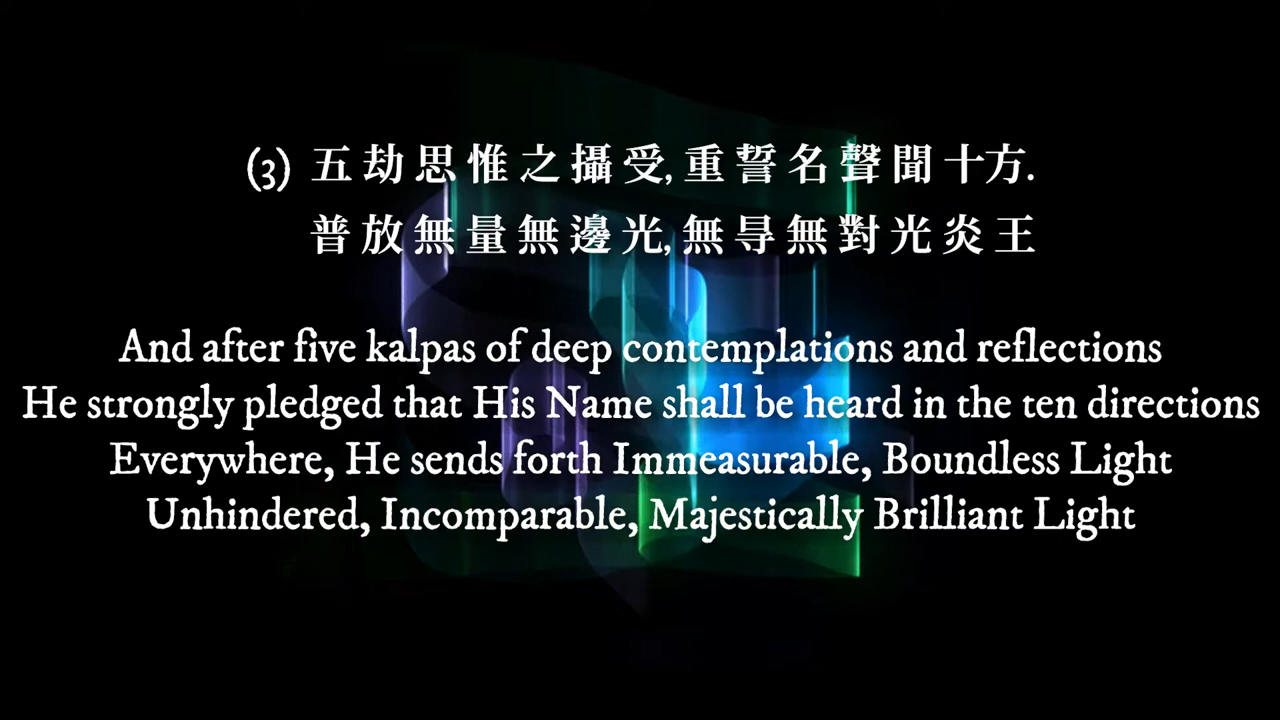 (3) 五劫思惟之攝受, 重誓名聲聞十方.
普放無量無邊光, 無㝵無對光炎王
And after five kalpas of deep contemplations and reflections
He strongly pledged that His Name shall be heard in the ten directions
Everywhere, He sends forth Immeasurable, Boundless Light
Unhindered, Incomparable, Majestically Brilliant Light